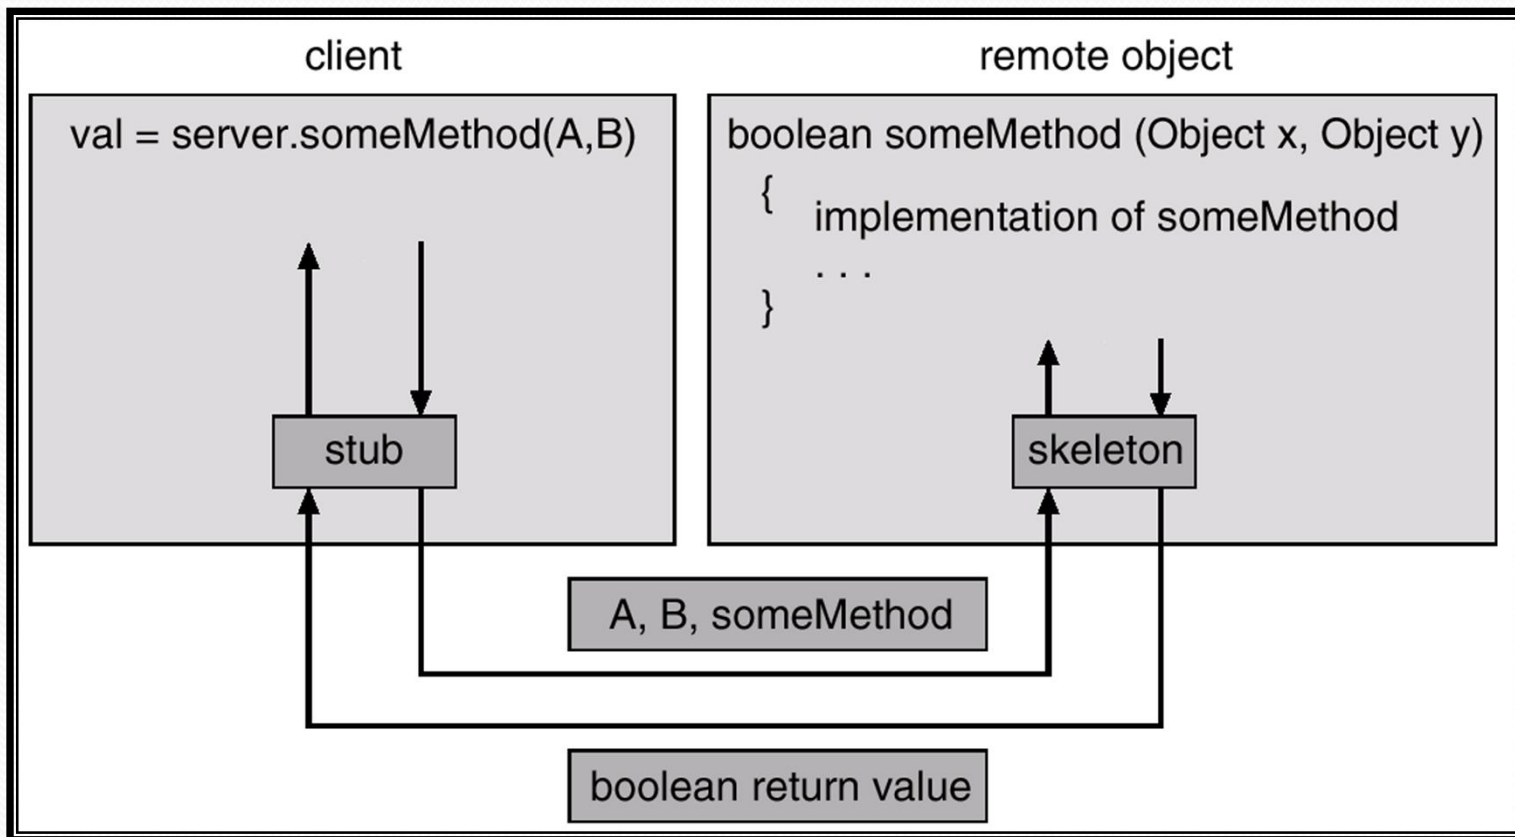 client
val = server.someMethod(A,B)
stub
remote object
boolean someMethod (Object x, Object y)
{
implementation of someMethod
. . .
}
skeleton
A, B, someMethod
boolean return value